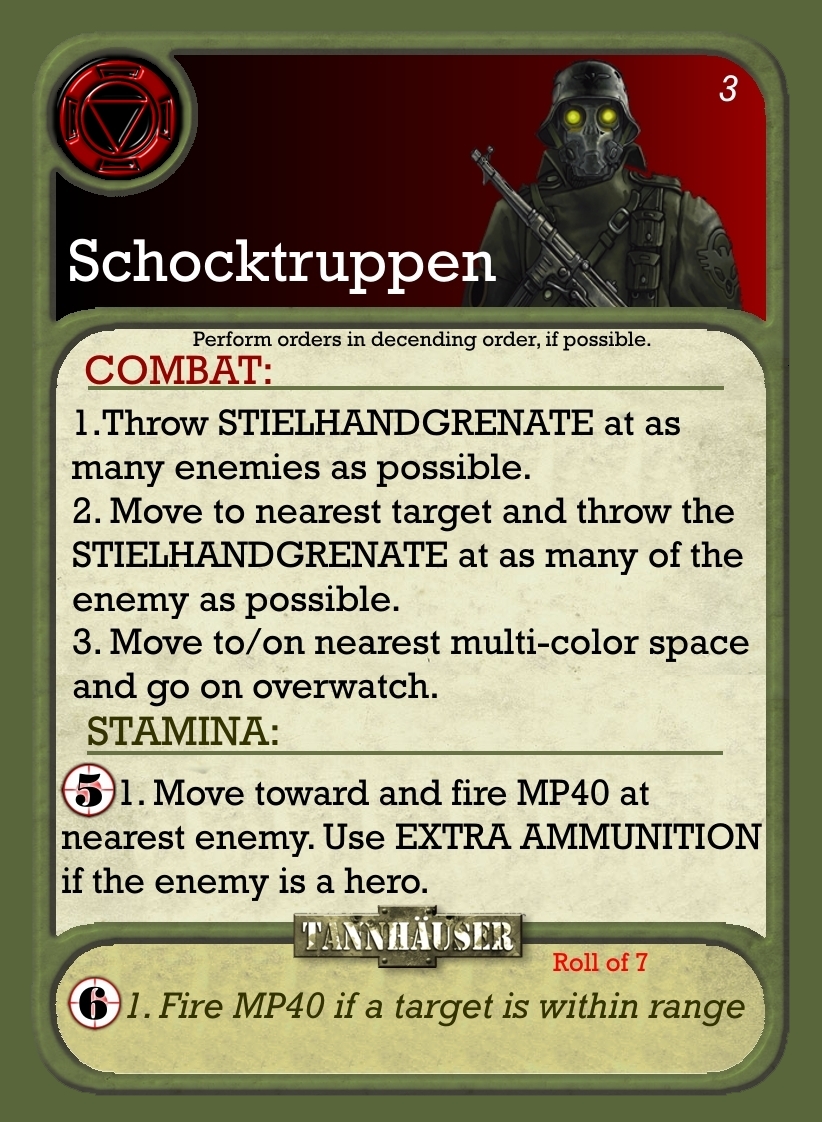 3
Schocktruppen
Perform orders in decending order, if possible.
COMBAT:
1.Throw STIELHANDGRENATE at as
many enemies as possible.
2. Move to nearest target and throw the
STIELHANDGRENATE at as many of the
enemy as possible.
3. Move to/on nearest multi-color space
and go on overwatch.
STAMINA:
5 1. Move toward and fire MP40 at
nearest enemy. Use EXTRA AMMUNITION
if the enemy is a hero.
TANNHÄUSER
Roll of 7
6 1. Fire MP40 if a target is within range